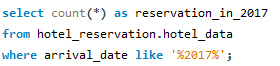 select count(*) as reservation_in_2017
from hotel_reservation.hotel_data
where arrival_date like '%2017%';